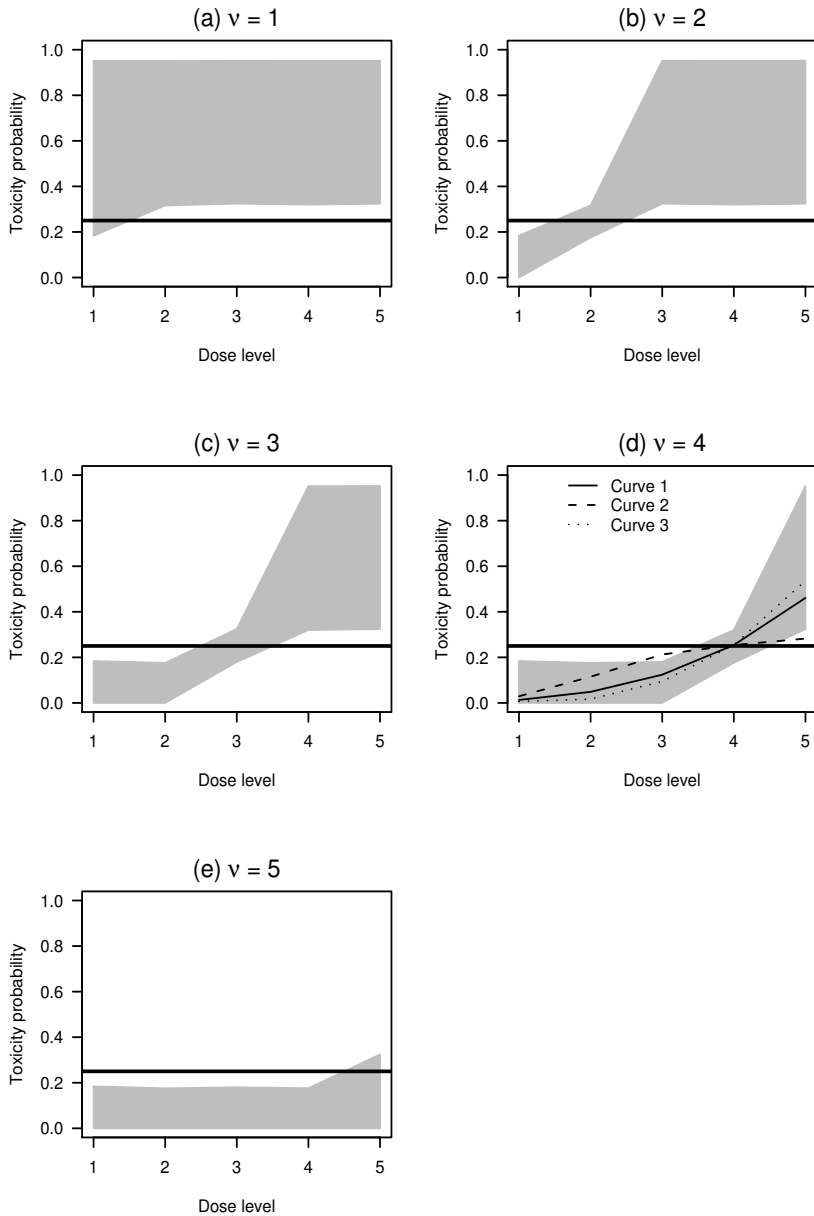 (a) ν = 1
Toxicity probability
1.0
0.8
0.6
0.4
0.2
0.0
1 2 3 4 5
Dose level
(b) ν = 2
Toxicity probability
1.0
0.8
0.6
0.4
0.2
0.0
1 2 3 4 5
Dose level
(c) ν = 3
Toxicity probability
1.0
0.8
0.6
0.4
0.2
0.0
1 2 3 4 5
Dose level
(d) ν = 4
Toxicity probability
1.0
0.8
0.6
0.4
0.2
0.0
Curve 1
Curve 2
Curve 3
1 2 3 4 5
Dose level
(e) ν = 5
Toxicity probability
1.0
0.8
0.6
0.4
0.2
0.0
1 2 3 4 5
Dose level